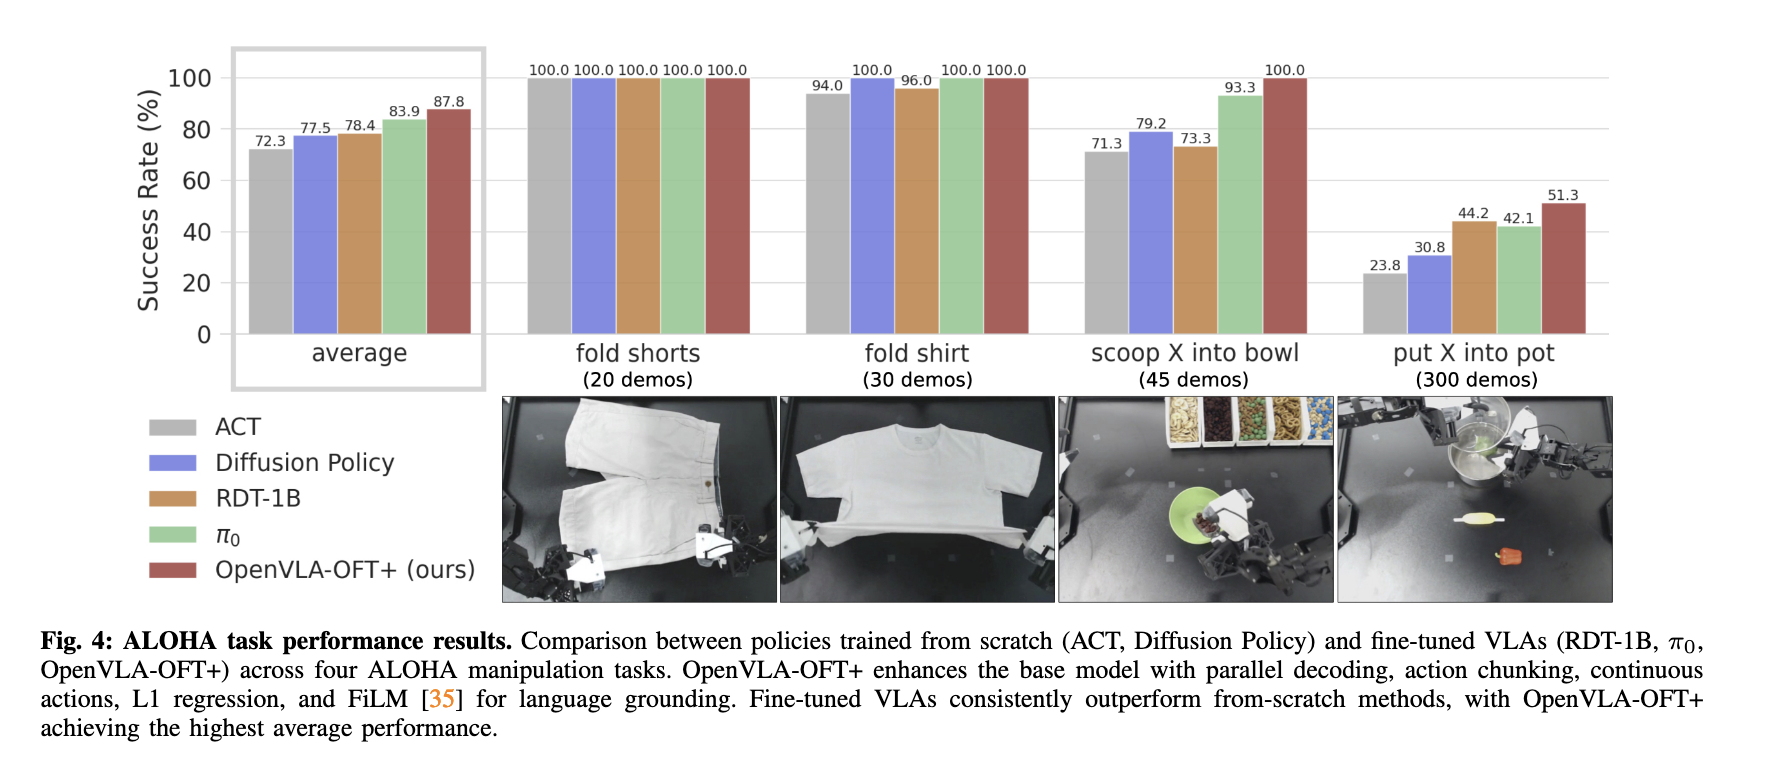 Success Rate (%)
100
80
60
40
20
0
72.3
77.5
78.4
83.9
87.8
100.0 100.0 100.0 100.0 100.0
94.0
100.0
96.0
100.0 100.0
71.3
79.2
73.3
93.3
100.0
23.8
30.8
44.2
42.1
51.3
average
fold shorts
(20 demos)
fold shirt
(30 demos)
scoop X into bowl
(45 demos)
put X into pot
(300 demos)
ACT
Diffusion Policy
RDT-1B
π₀
OpenVLA-OFT+ (ours)
Fig. 4: ALOHA task performance results. Comparison between policies trained from scratch (ACT, Diffusion Policy) and fine-tuned VLAs (RDT-1B, π₀,
OpenVLA-OFT+) across four ALOHA manipulation tasks. OpenVLA-OFT+ enhances the base model with parallel decoding, action chunking, continuous
actions, L1 regression, and FiLM [35] for language grounding. Fine-tuned VLAs consistently outperform from-scratch methods, with OpenVLA-OFT+
achieving the highest average performance.